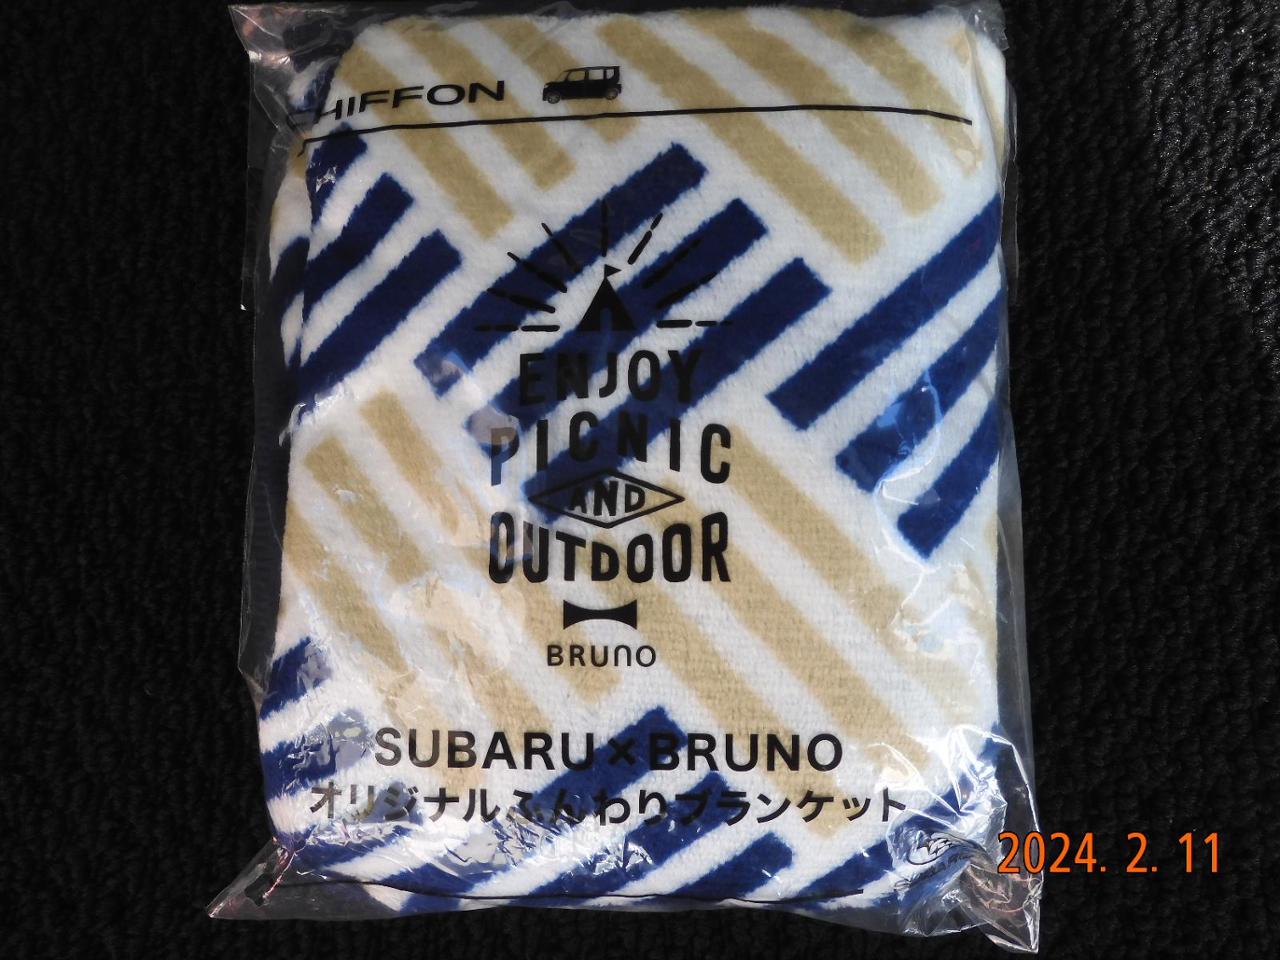 CHIFFON
ENJOY
PICNIC
AND
OUTDOOR
BRUNO
SUBARU×BRUNO
オリジナルふんわりブランケット
2024. 2. 11